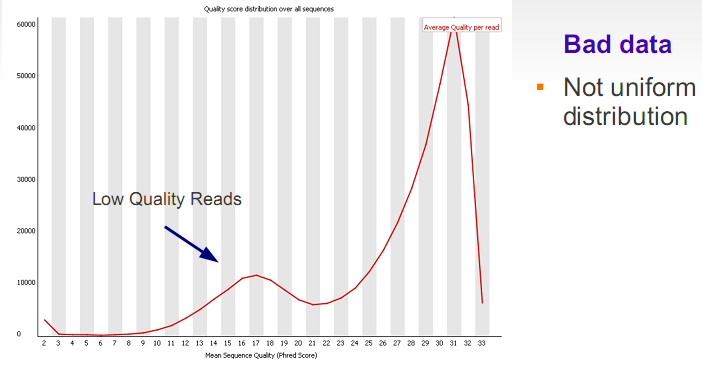 Quality score distribution over all sequences
Average Quality per read
60000
50000
40000
30000
20000
10000
0
Low Quality Reads
2 3 4 5 6 7 8 9 10 11 12 13 14 15 16 17 18 19 20 21 22 23 24 25 26 27 28 29 30 31 32 33
Mean Sequence Quality (Phred Score)
Bad data
Not uniform
distribution